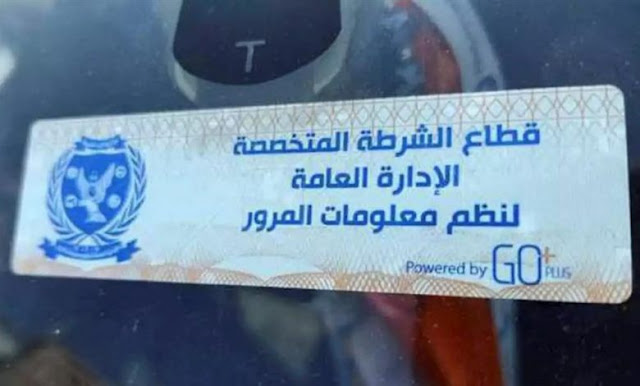 T
قطاع الشرطة المتخصصة
الإدارة العامة
لنظم معلومات المرور
Powered by GO+ PLUS